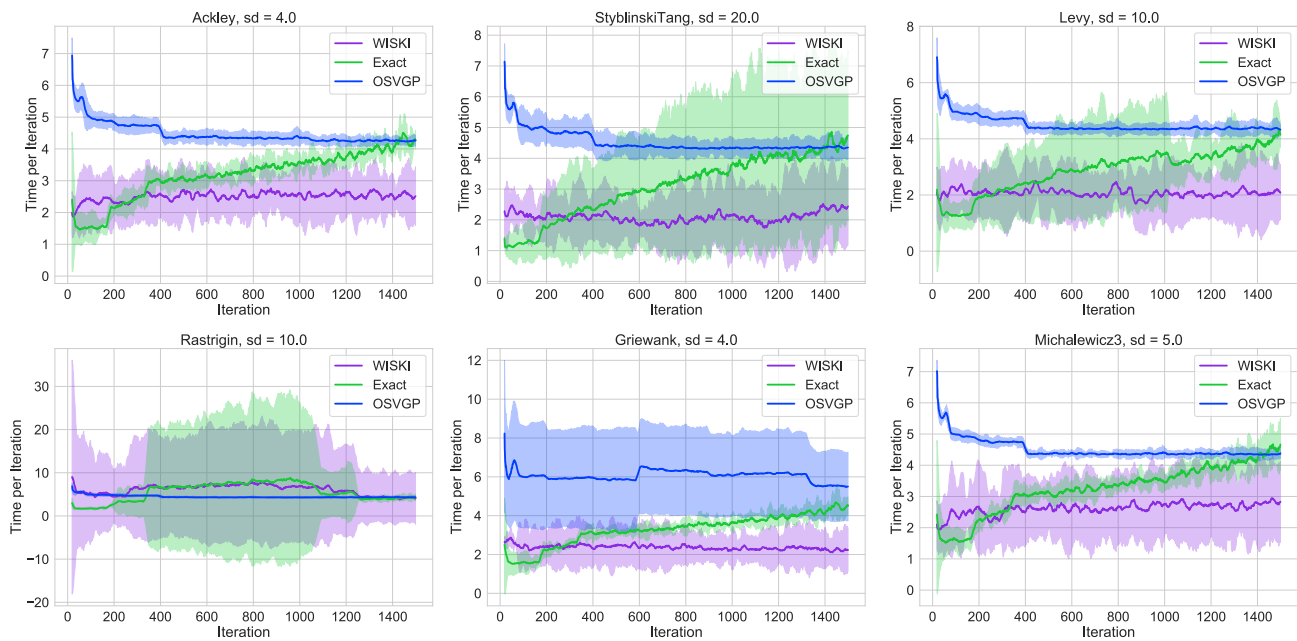 Ackley, sd = 4.0
7
6
5
4
3
2
1
0
Time per Iteration
0 200 400 600 800 1000 1200 1400
Iteration
WISKI
Exact
OSVGP
StyblinskiTang, sd = 20.0
8
7
6
5
4
3
2
1
0
Time per Iteration
0 200 400 600 800 1000 1200 1400
Iteration
WISKI
Exact
OSVGP
Levy, sd = 10.0
8
6
4
2
0
Time per Iteration
0 200 400 600 800 1000 1200 1400
Iteration
WISKI
Exact
OSVGP
Rastrigin, sd = 10.0
30
20
10
0
−10
−20
Time per Iteration
0 200 400 600 800 1000 1200 1400
Iteration
WISKI
Exact
OSVGP
Griewank, sd = 4.0
12
10
8
6
4
2
0
Time per Iteration
0 200 400 600 800 1000 1200 1400
Iteration
WISKI
Exact
OSVGP
Michalewicz3, sd = 5.0
7
6
5
4
3
2
1
0
Time per Iteration
0 200 400 600 800 1000 1200 1400
Iteration
WISKI
Exact
OSVGP